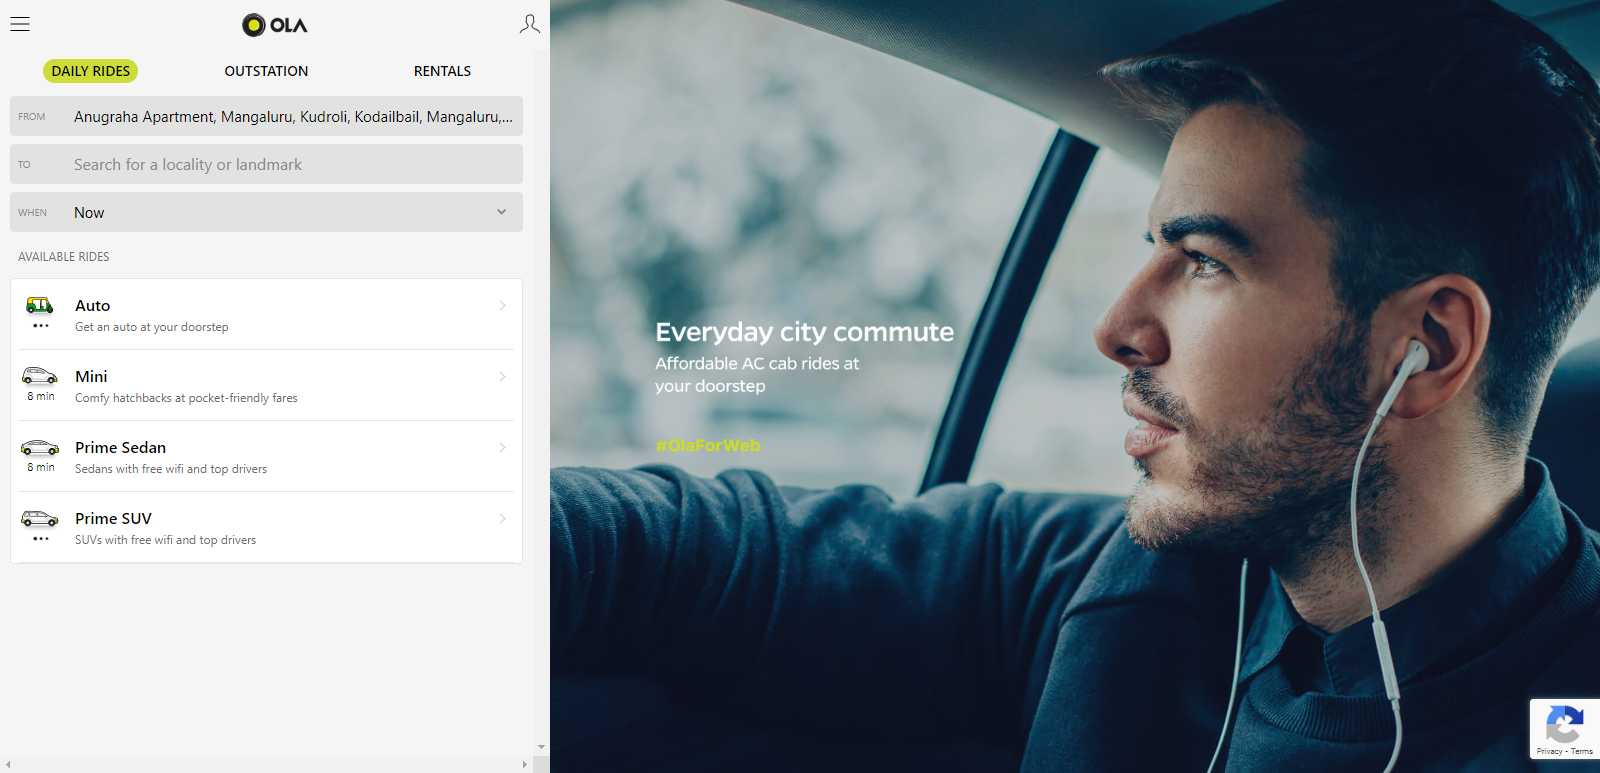 OLA
DAILY RIDES
OUTSTATION
RENTALS
FROM
Anugraha Apartment, Mangaluru, Kudroli, Kodailbail, Mangaluru,...
TO
Search for a locality or landmark
WHEN
Now
AVAILABLE RIDES
Auto
Get an auto at your doorstep
Mini
8 min
Comfy hatchbacks at pocket-friendly fares
Prime Sedan
8 min
Sedans with free wifi and top drivers
Prime SUV
SUVs with free wifi and top drivers
Everyday city commute
Affordable AC cab rides at
your doorstep
#OlaForWeb
Privacy - Terms